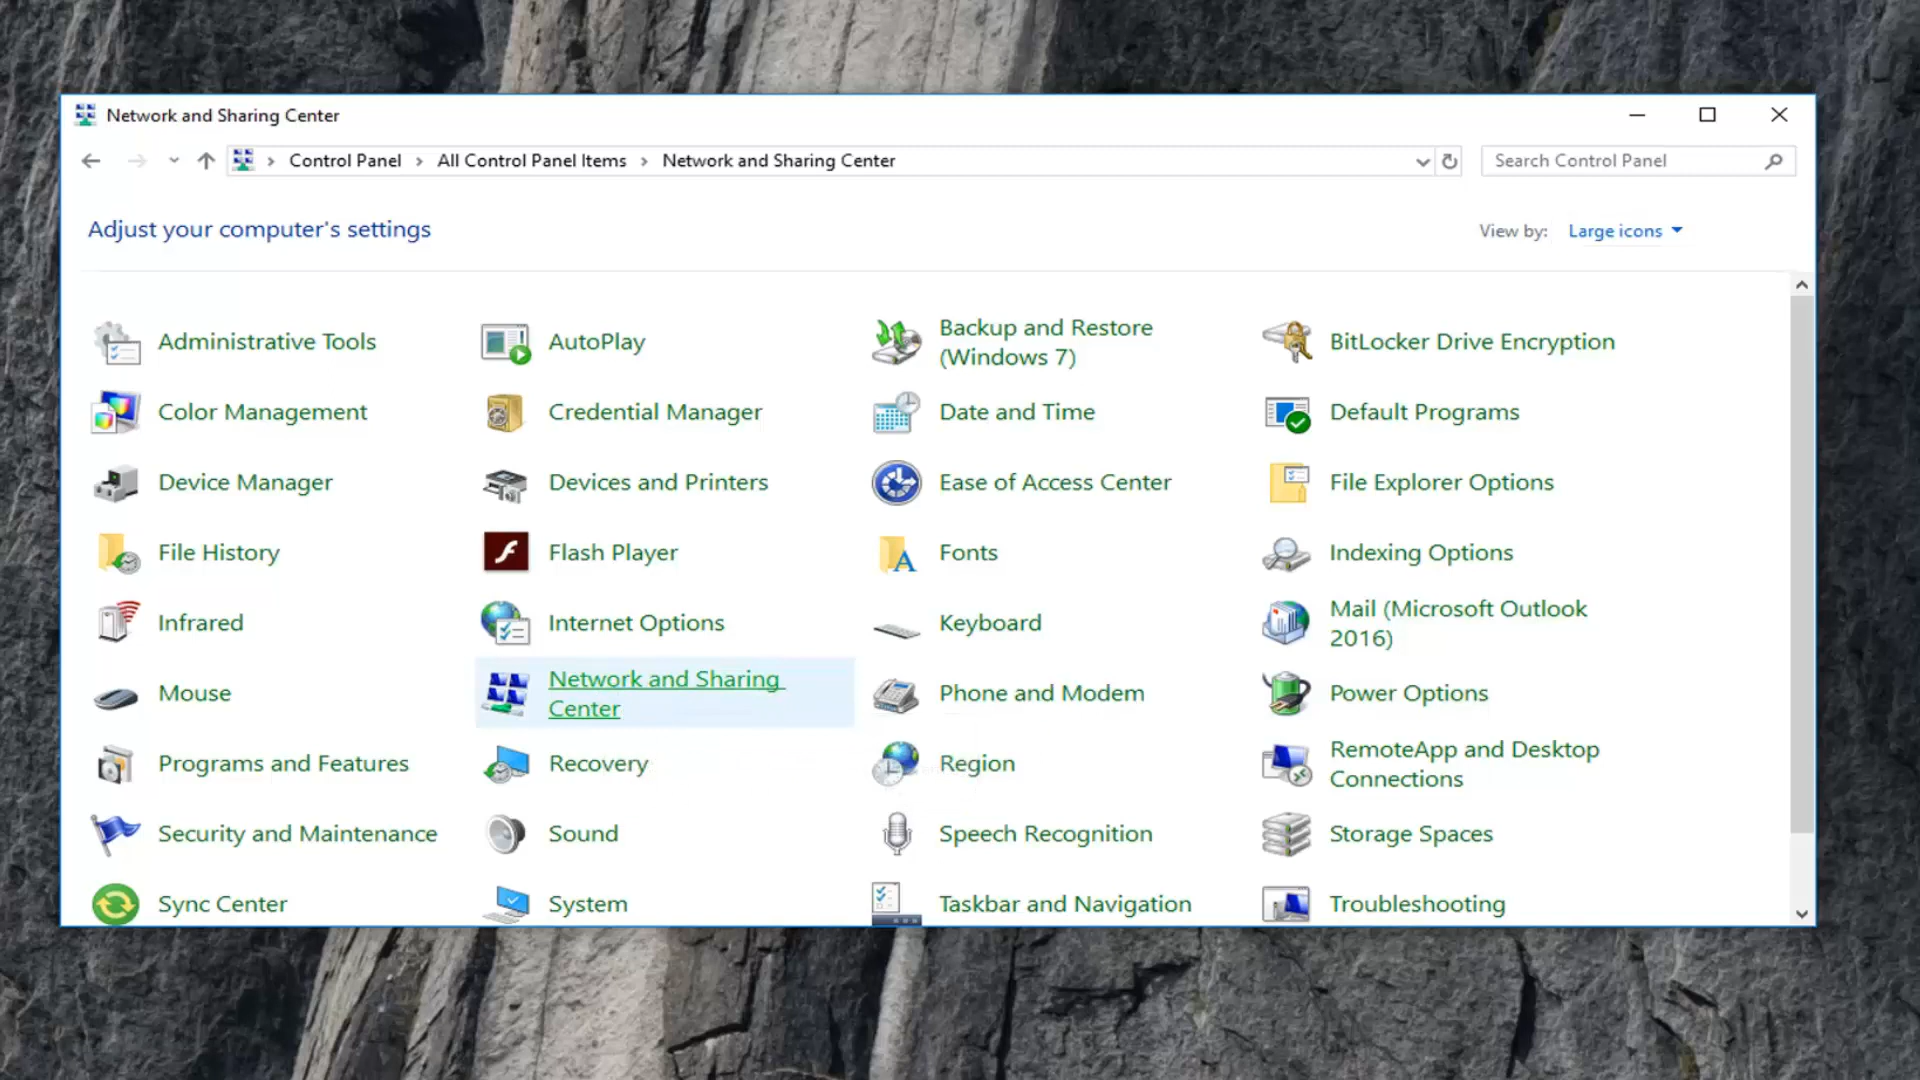 Network and Sharing Center
Control Panel > All Control Panel Items > Network and Sharing Center
Search Control Panel
Adjust your computer's settings
View by: Large icons
Administrative Tools
AutoPlay
Backup and Restore
(Windows 7)
BitLocker Drive Encryption
Color Management
Credential Manager
Date and Time
Default Programs
Device Manager
Devices and Printers
Ease of Access Center
File Explorer Options
File History
Flash Player
Fonts
Indexing Options
Infrared
Internet Options
Keyboard
Mail (Microsoft Outlook
2016)
Mouse
Network and Sharing
Center
Phone and Modem
Power Options
Programs and Features
Recovery
Region
RemoteApp and Desktop
Connections
Security and Maintenance
Sound
Speech Recognition
Storage Spaces
Sync Center
System
Taskbar and Navigation
Troubleshooting